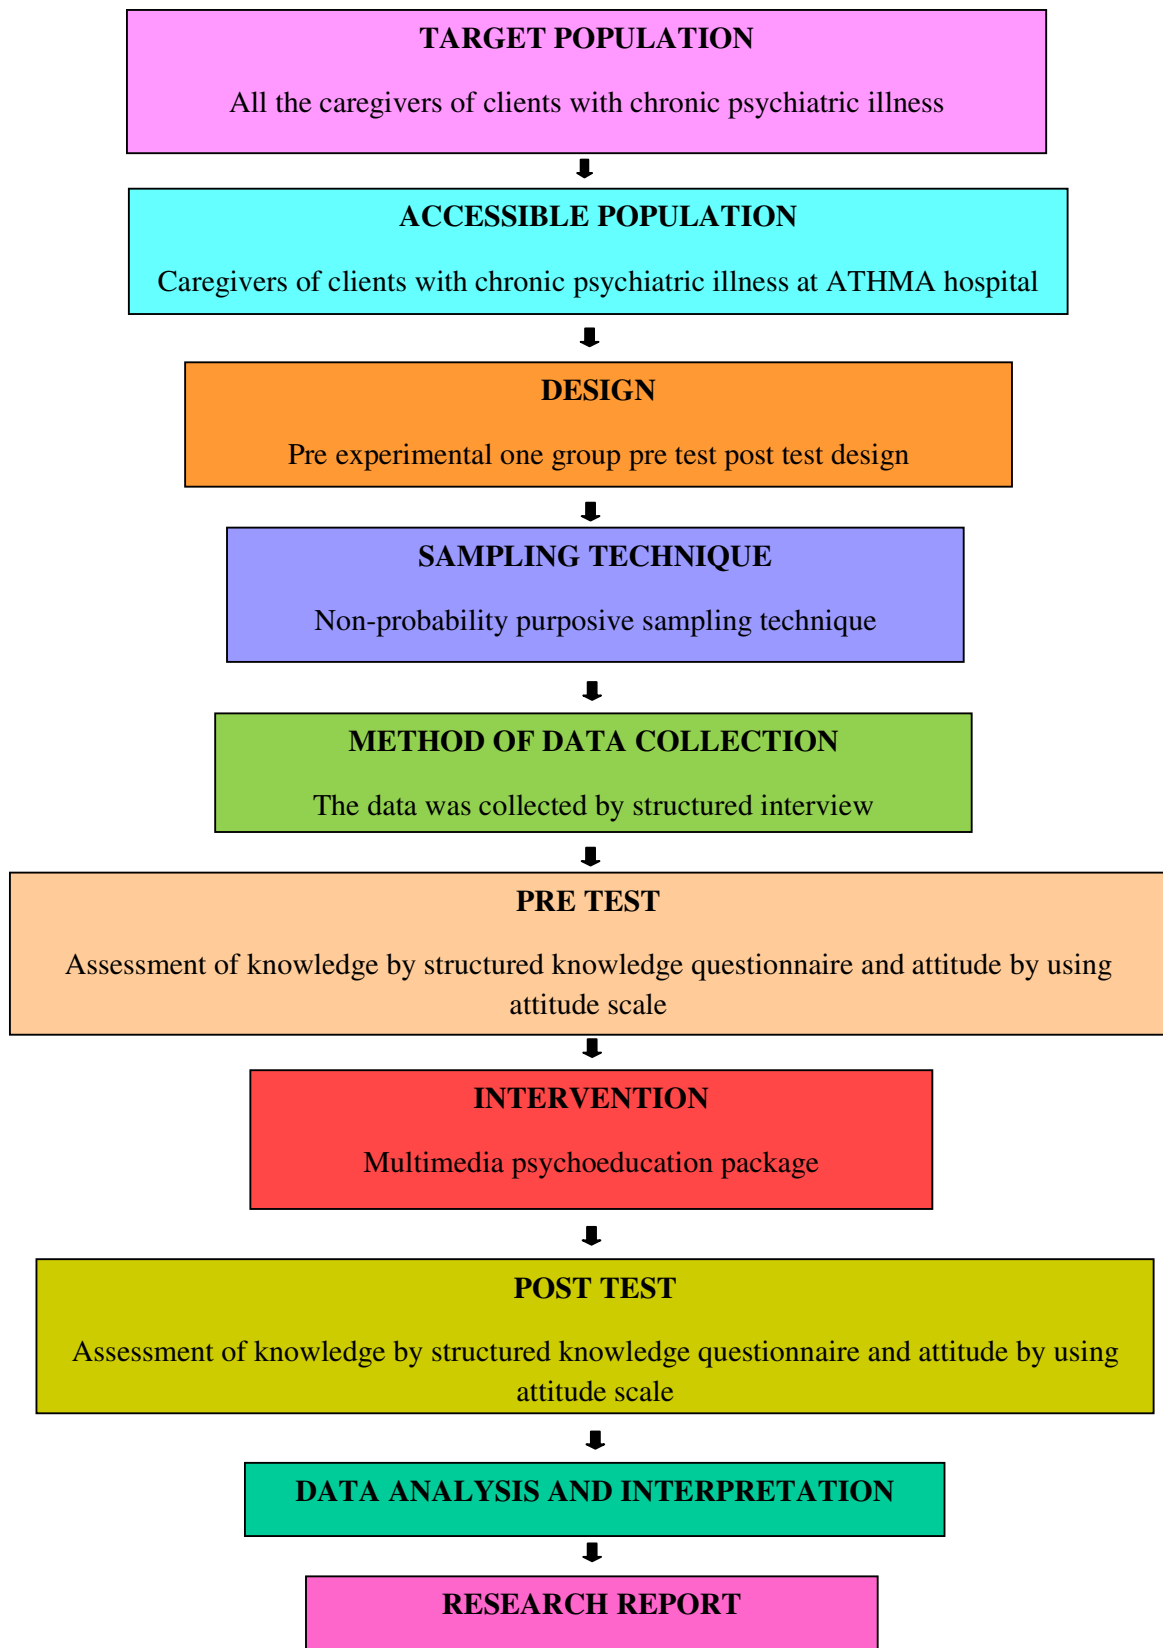 TARGET POPULATION
All the caregivers of clients with chronic psychiatric illness
ACCESSIBLE POPULATION
Caregivers of clients with chronic psychiatric illness at ATHMA hospital
DESIGN
Pre experimental one group pre test post test design
SAMPLING TECHNIQUE
Non-probability purposive sampling technique
METHOD OF DATA COLLECTION
The data was collected by structured interview
PRE TEST
Assessment of knowledge by structured knowledge questionnaire and attitude by using
attitude scale
INTERVENTION
Multimedia psychoeducation package
POST TEST
Assessment of knowledge by structured knowledge questionnaire and attitude by using
attitude scale
DATA ANALYSIS AND INTERPRETATION
RESEARCH REPORT